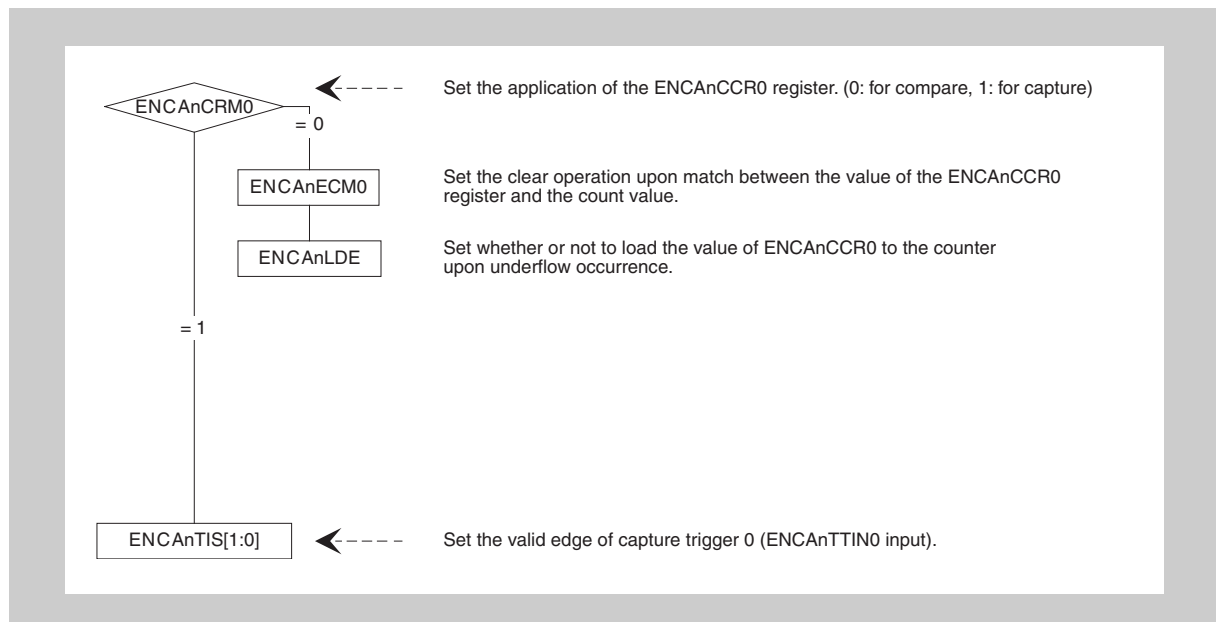 ENCAnCRM0
Set the application of the ENCAnCCR0 register. (0: for compare, 1: for capture)
= 0
ENCAnECM0
Set the clear operation upon match between the value of the ENCAnCCR0
register and the count value.
ENCAnLDE
Set whether or not to load the value of ENCAnCCR0 to the counter
upon underflow occurrence.
= 1
ENCAnTIS[1:0]
Set the valid edge of capture trigger 0 (ENCAnTTIN0 input).